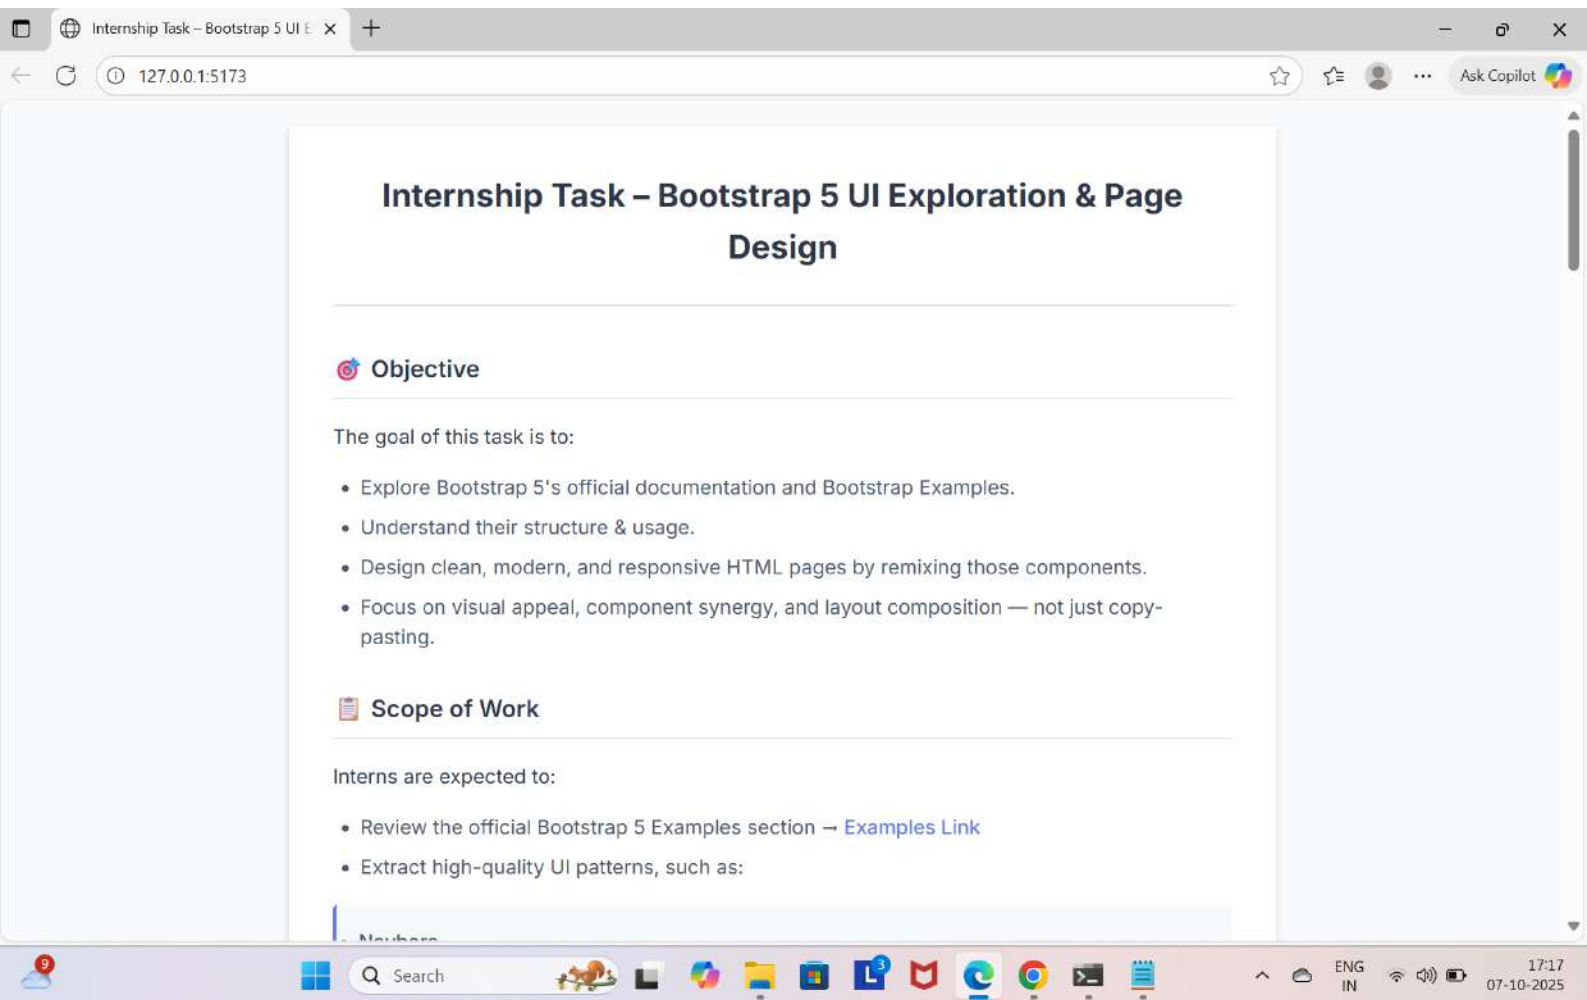 Internship Task – Bootstrap 5 UI E
127.0.0.1:5173
Ask Copilot
Internship Task – Bootstrap 5 UI Exploration & Page
Design
Objective
The goal of this task is to:
• Explore Bootstrap 5's official documentation and Bootstrap Examples.
• Understand their structure & usage.
• Design clean, modern, and responsive HTML pages by remixing those components.
• Focus on visual appeal, component synergy, and layout composition — not just copy-
pasting.
Scope of Work
Interns are expected to:
• Review the official Bootstrap 5 Examples section → Examples Link
• Extract high-quality UI patterns, such as:
• Navbars
9
Search
L 3
ENG
IN
17:17
07-10-2025